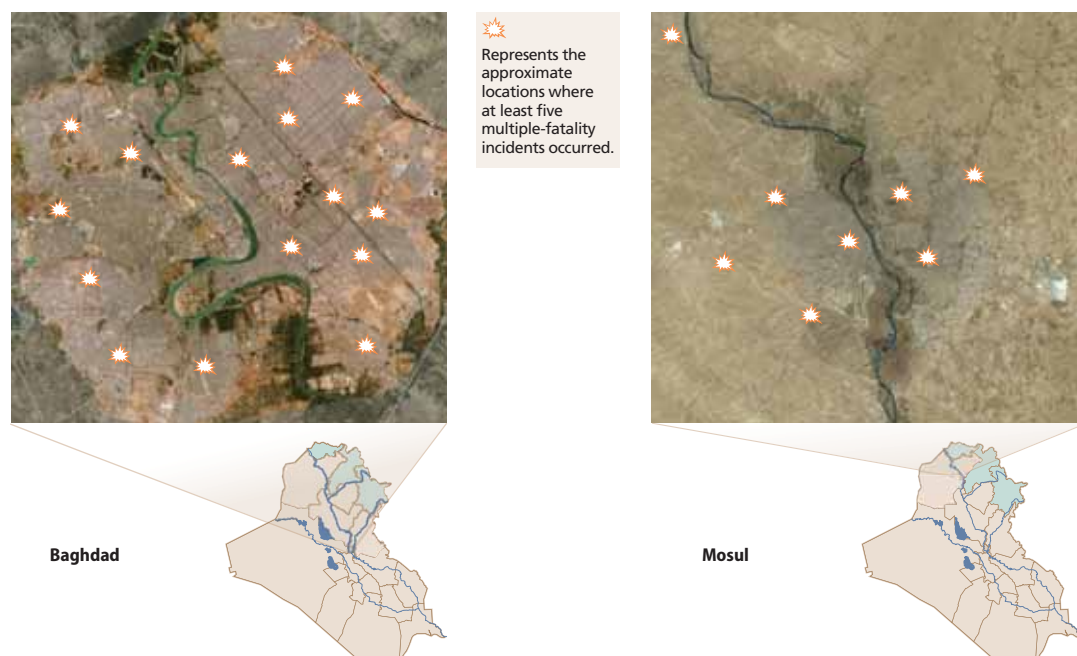 Represents the
approximate
locations where
at least five
multiple-fatality
incidents occurred.
Baghdad
Mosul